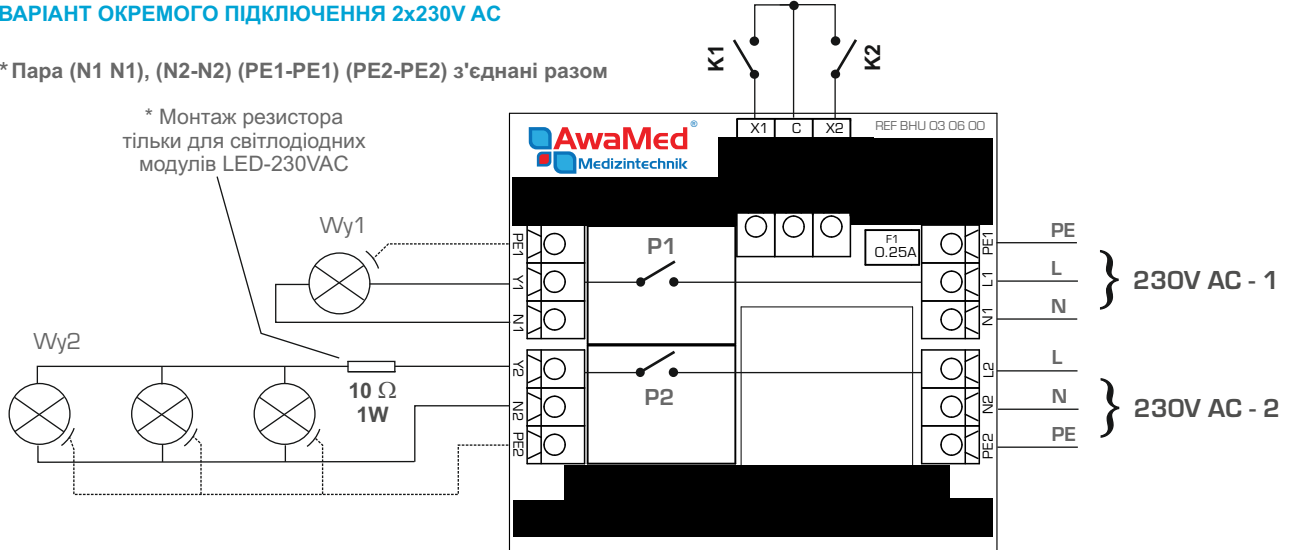 ВАРІАНТ ОКРЕМОГО ПІДКЛЮЧЕННЯ 2x230V AC
* Пара (N1 N1), (N2-N2) (PE1-PE1) (PE2-PE2) з'єднані разом
* Монтаж резистора
тільки для світлодіодних
модулів LED-230VAC
K1
K2
X1 C X2
REF BHU 03 06 00
AwaMed®
Medizintechnik
Wy1
Wy2
10 Ω
1W
PE1
Y1
N1
Y2
N2
PE2
P1
P2
F1
0.25A
PE1
L1
N1
L2
N2
PE2
PE
L
N
230V AC - 1
L
N
PE
230V AC - 2